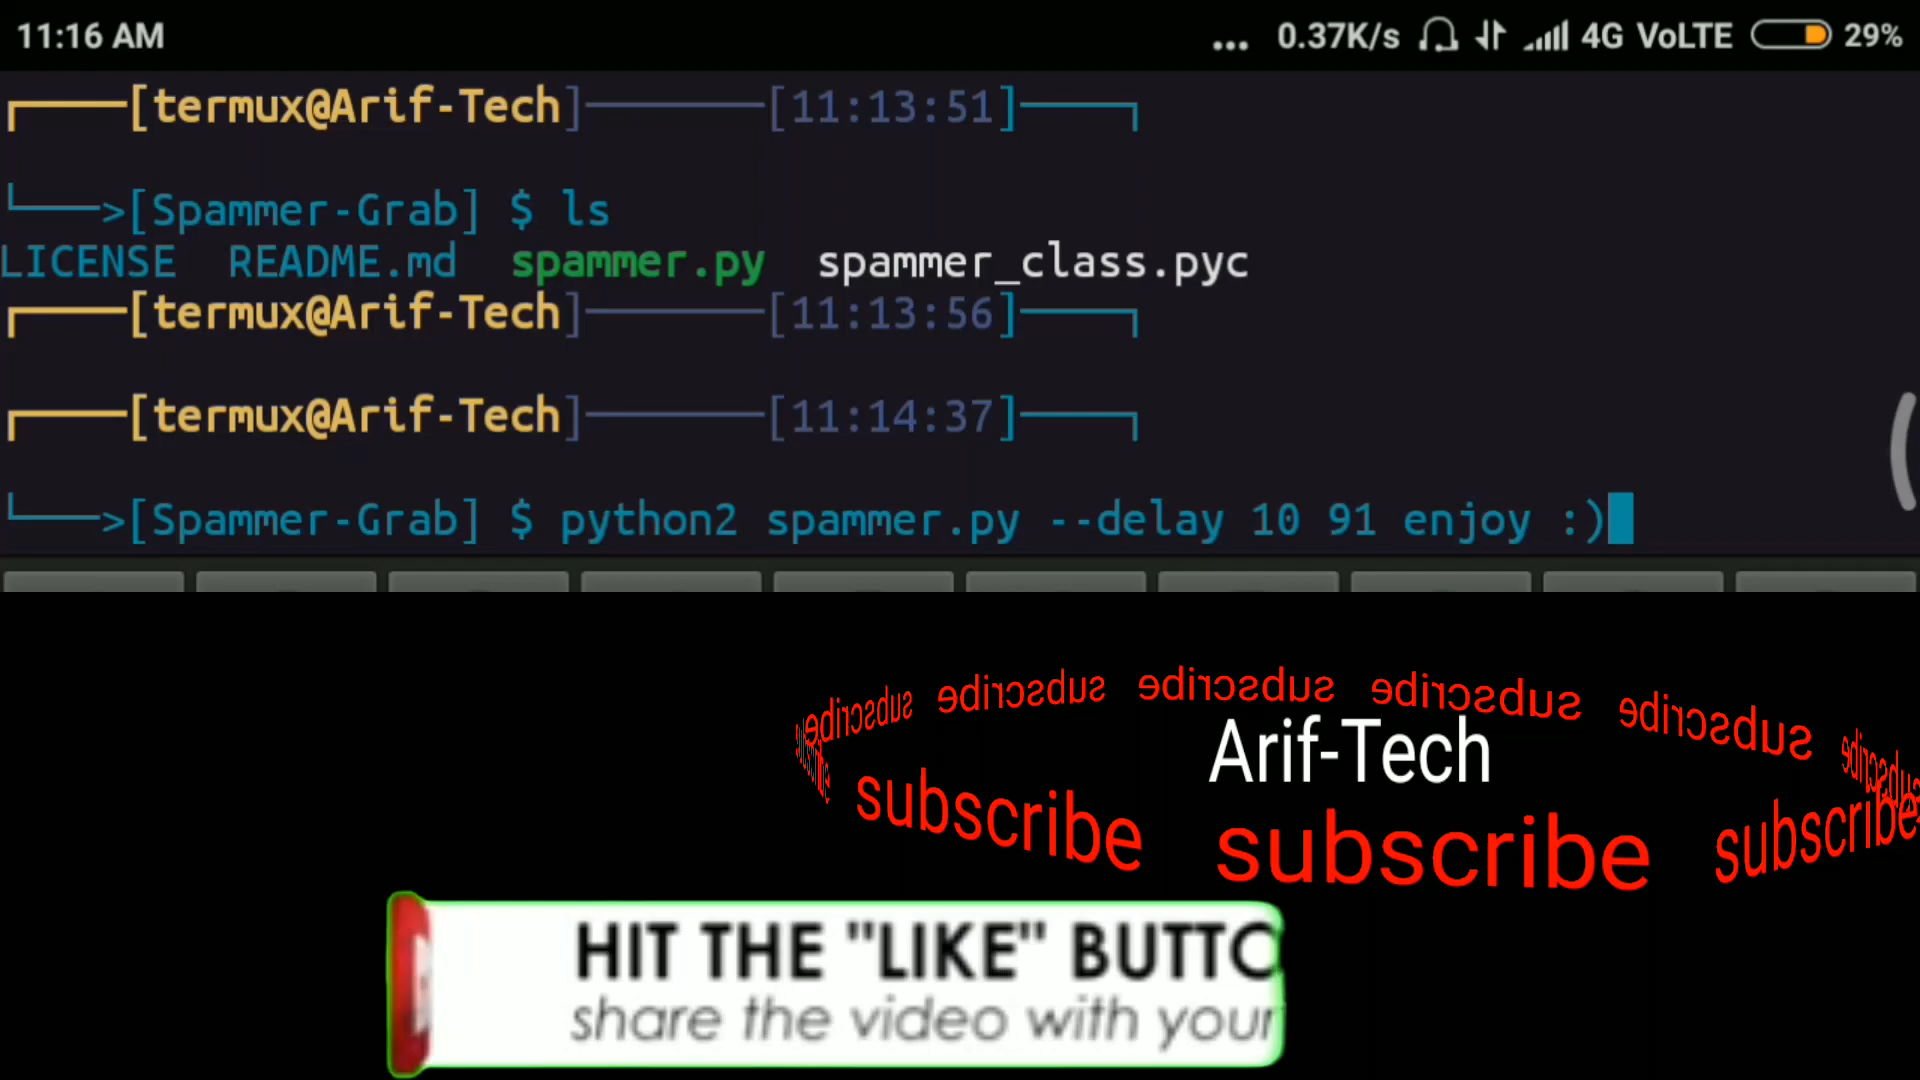 11:16 AM ... 0.37K/s 4G VoLTE 29%
[termux@Arif-Tech] [11:13:51]
>[Spammer-Grab] $ ls
LICENSE README.md spammer.py spammer_class.pyc
[termux@Arif-Tech] [11:13:56]
[termux@Arif-Tech] [11:14:37]
>[Spammer-Grab] $ python2 spammer.py --delay 10 91 enjoy :)
subscribe subscribe subscribe subscribe subscribe subscribe
Arif-Tech
subscribe subscribe subscribe
HIT THE "LIKE" BUTTO
share the video with your